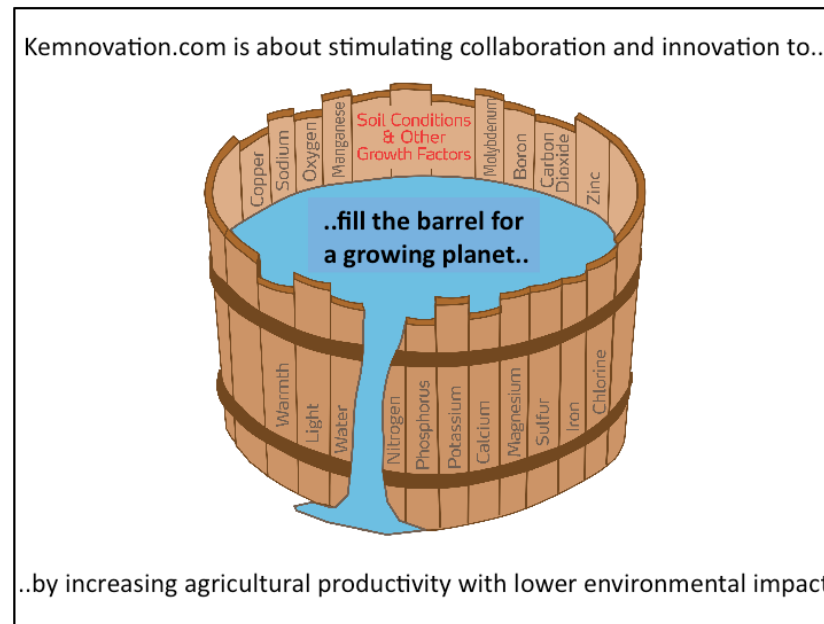 Kemnovation.com is about stimulating collaboration and innovation to..
Copper
Sodium
Oxygen
Manganese
Soil Conditions
& Other
Growth Factors
Molybdenum
Boron
Carbon
Dioxide
Zinc
..fill the barrel for
a growing planet..
Warmth
Light
Water
Nitrogen
Phosphorus
Potassium
Calcium
Magnesium
Sulfur
Iron
Chlorine
..by increasing agricultural productivity with lower environmental impact